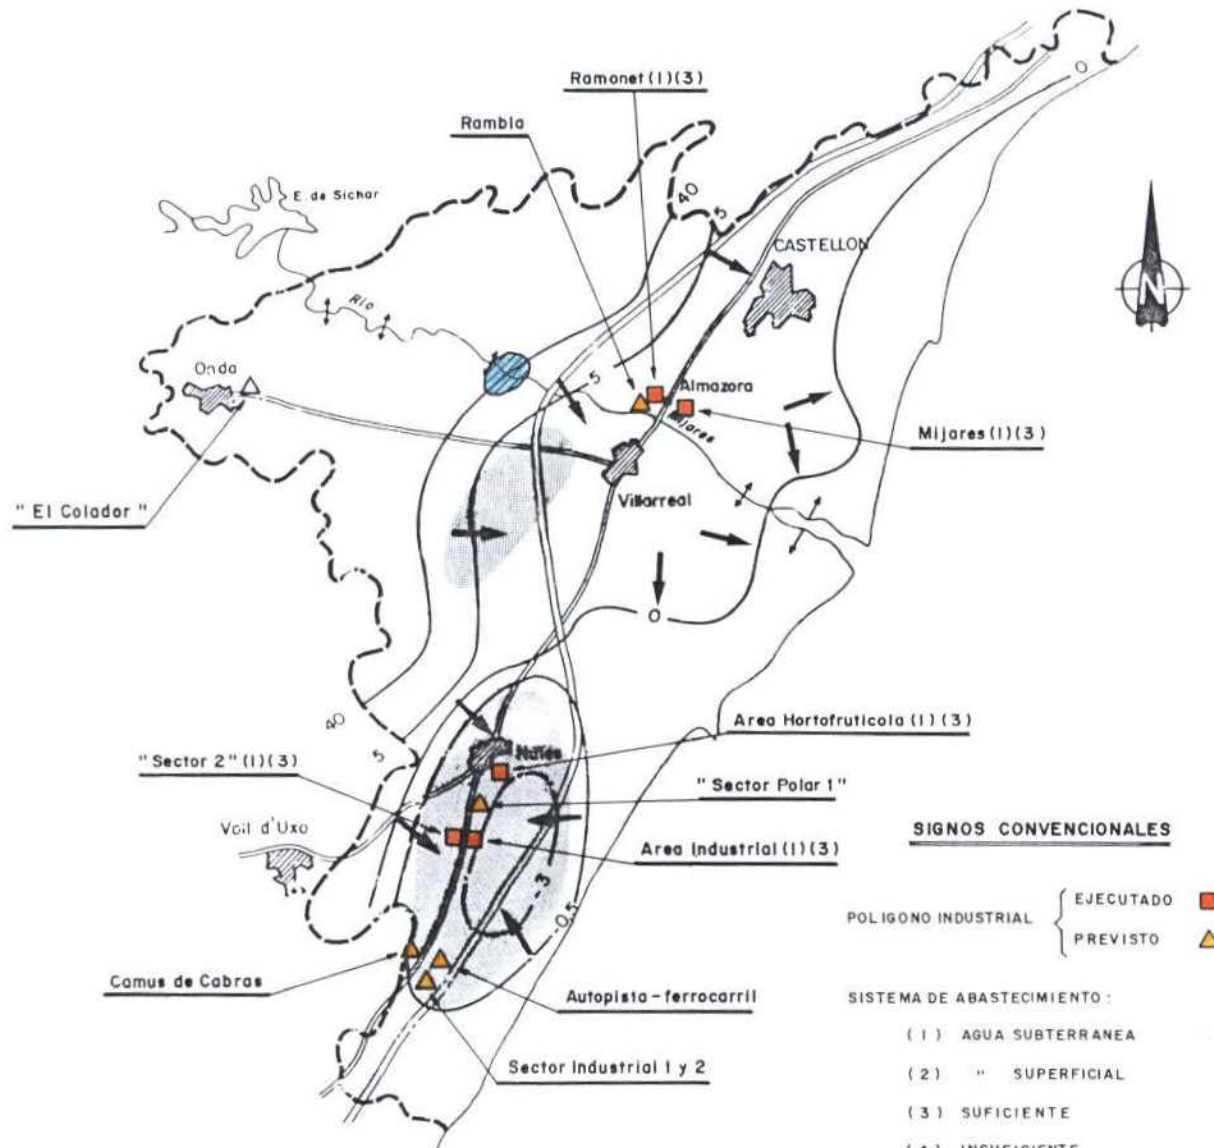 Ramonet (1)(3)
Rambla
E. de Sichar
40
5
0
CASTELLON
N
Rio
Onda
5
Almazora
Mijares
Mijares (1)(3)
" El Colador "
Villarreal
0
40
5
Area Hortofruticola (1)(3)
"Sector 2" (1)(3)
Nules
"Sector Polar 1"
Vall d'Uxo
Area Industrial (1)(3)
- 3
-0,5
Camus de Cabras
Autopista-ferrocarril
Sector Industrial 1 y 2
SIGNOS CONVENCIONALES
POLIGONO INDUSTRIAL
EJECUTADO
PREVISTO
SISTEMA DE ABASTECIMIENTO :
(1) AGUA SUBTERRANEA
(2) " SUPERFICIAL
(3) SUFICIENTE